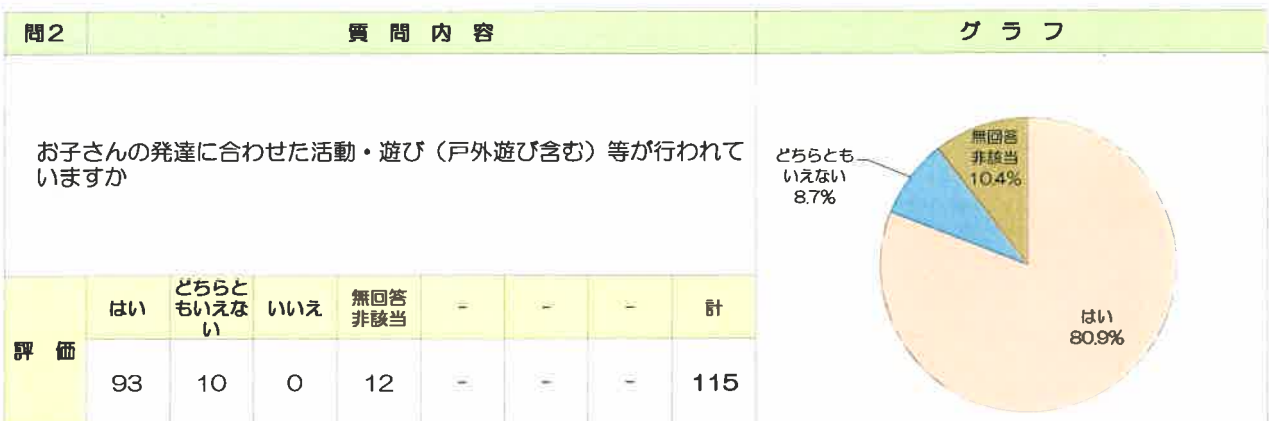 問2 質問内容 グラフ
お子さんの発達に合わせた活動・遊び（戸外遊び含む）等が行われて
いますか
どちらとも
いえない
8.7%
無回答
非該当
10.4%
はい
80.9%
評価
はい
どちらと
もいえな
い
いいえ
無回答
非該当
-
-
-
計
93 10 0 12 - - - 115